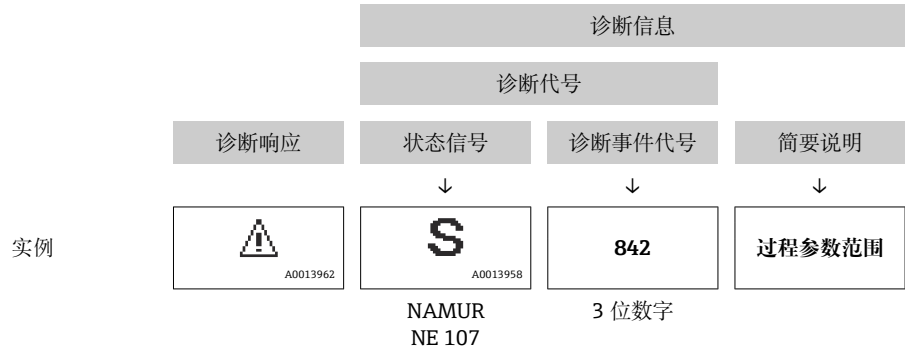 诊断信息
诊断代号
诊断响应 状态信号 诊断事件代号 简要说明
↓ ↓ ↓
实例 S 842 过程参数范围
A0013962 A0013958
NAMUR 3 位数字
NE 107